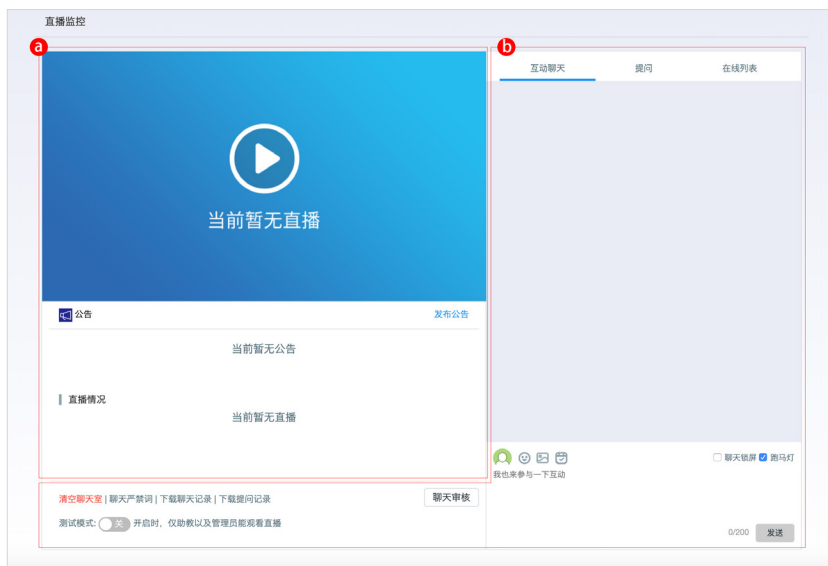 直播监控
a
b
当前暂无直播
公告
发布公告
当前暂无公告
直播情况
当前暂无直播
清空聊天室 | 聊天严禁词 | 下载聊天记录 | 下载提问记录
聊天审核
测试模式: 关 开启时，仅助教以及管理员能观看直播
互动聊天
提问
在线列表
聊天锁屏 跑马灯
我也来参与一下互动
0/200
发送